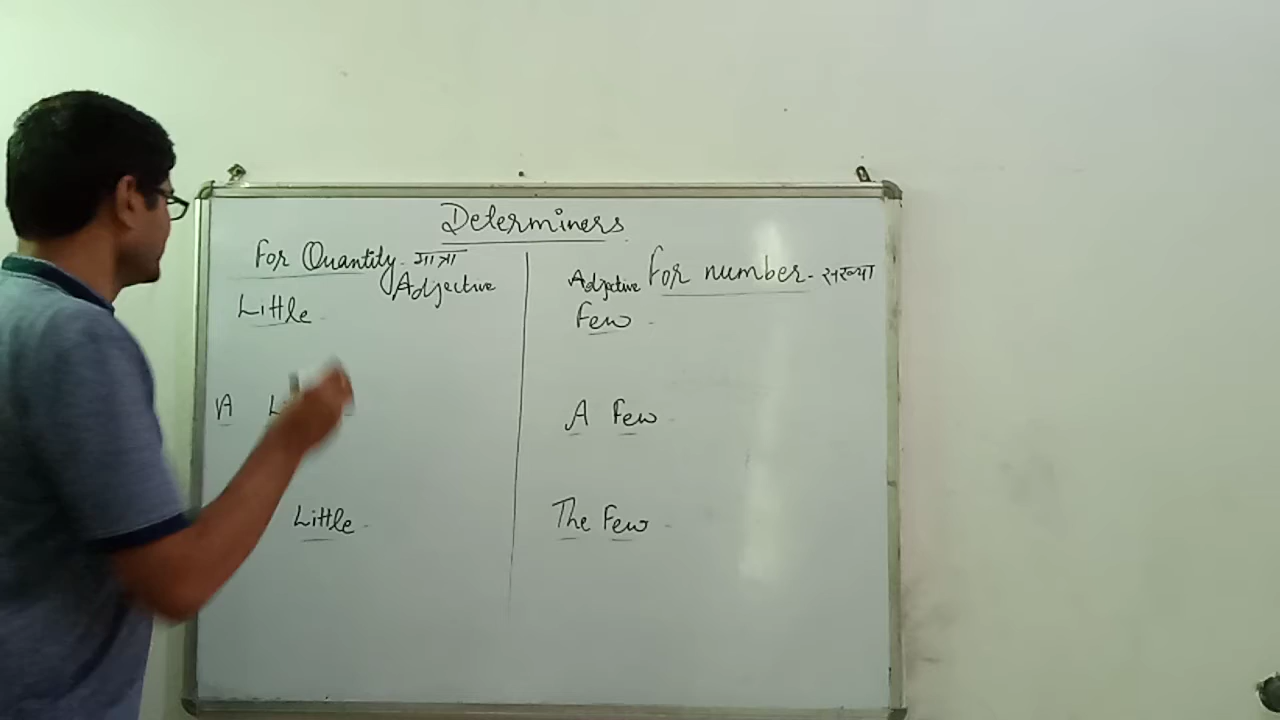 Determiners
For Quantity - मात्रा
Adjective
Little
A
Little
Adjective For number - संख्या
Few
A Few
The Few